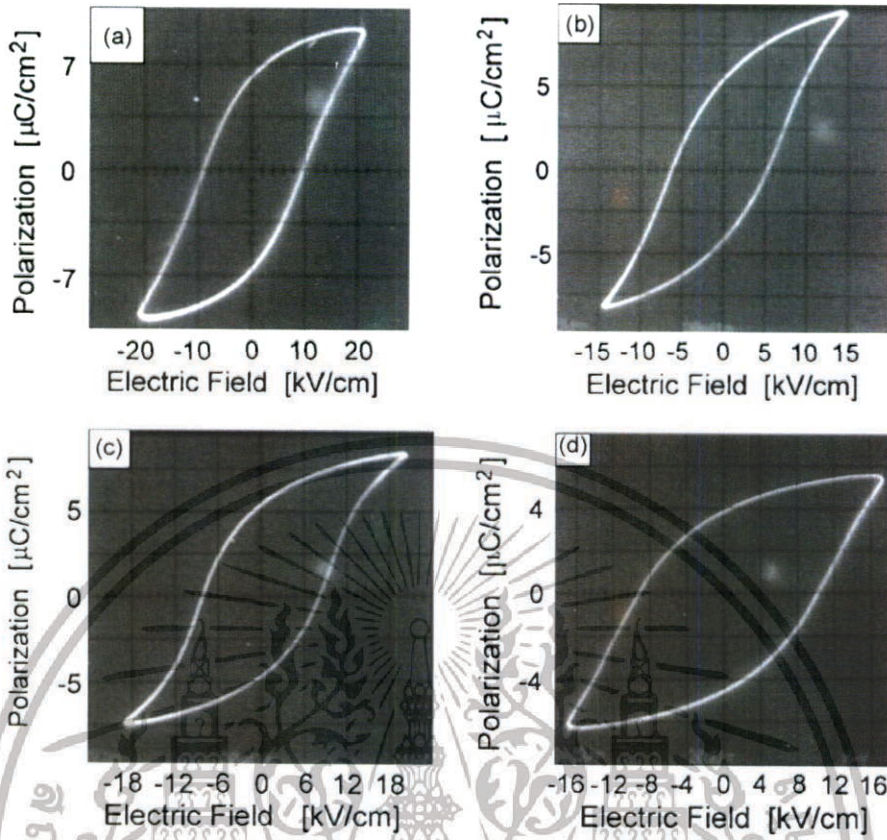 (a)
Polarization [μC/cm²]
7
0
-7
-20 -10 0 10 20
Electric Field [kV/cm]
(b)
Polarization [μC/cm²]
5
0
-5
-15 -10 -5 0 5 10 15
Electric Field [kV/cm]
(c)
Polarization [μC/cm²]
5
0
-5
-18 -12 -6 0 6 12 18
Electric Field [kV/cm]
(d)
Polarization [μC/cm²]
4
0
-4
-16 -12 -8 -4 0 4 8 12 16
Electric Field [kV/cm]